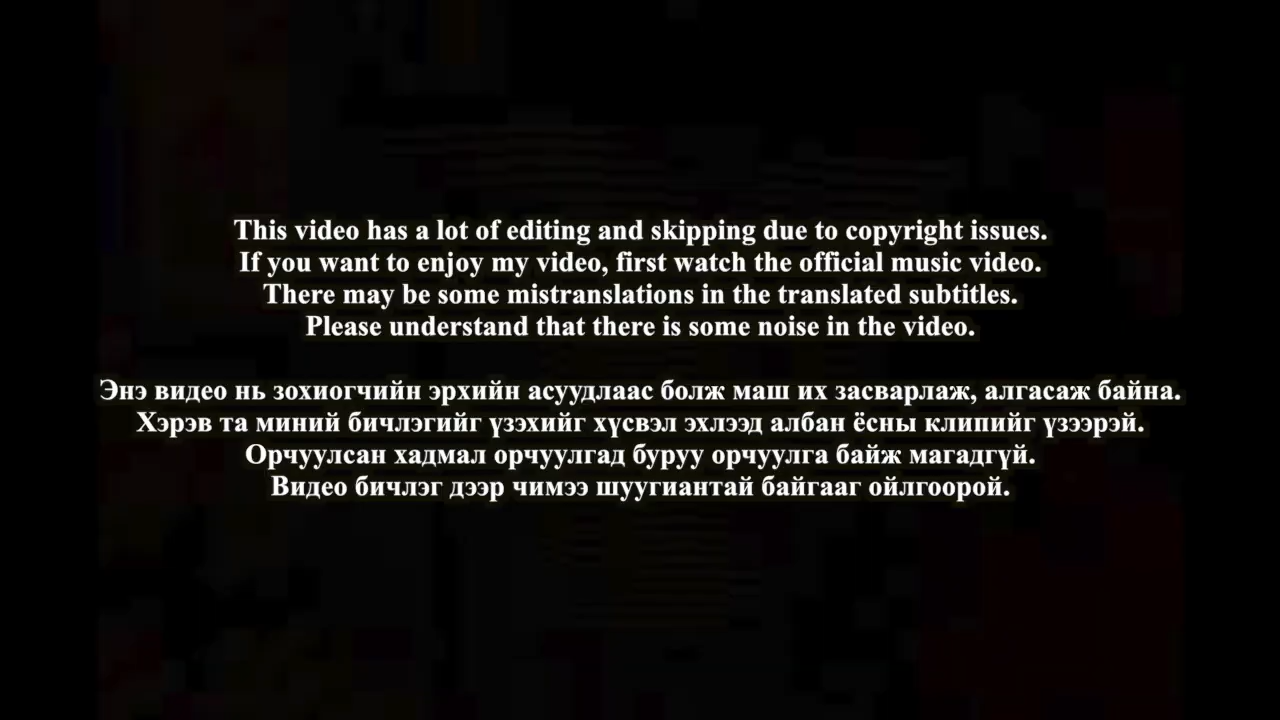 This video has a lot of editing and skipping due to copyright issues.
If you want to enjoy my video, first watch the official music video.
There may be some mistranslations in the translated subtitles.
Please understand that there is some noise in the video.
Энэ видео нь зохиогчийн эрхийн асуудлаас болж маш их засварлаж, алгасаж байна.
Хэрэв та миний бичлэгийг үзэхийг хүсвэл эхлээд албан ёсны клипийг үзээрэй.
Орчуулсан хадмал орчуулгад буруу орчуулга байж магадгүй.
Видео бичлэг дээр чимээ шуугиантай байгааг ойлгоорой.